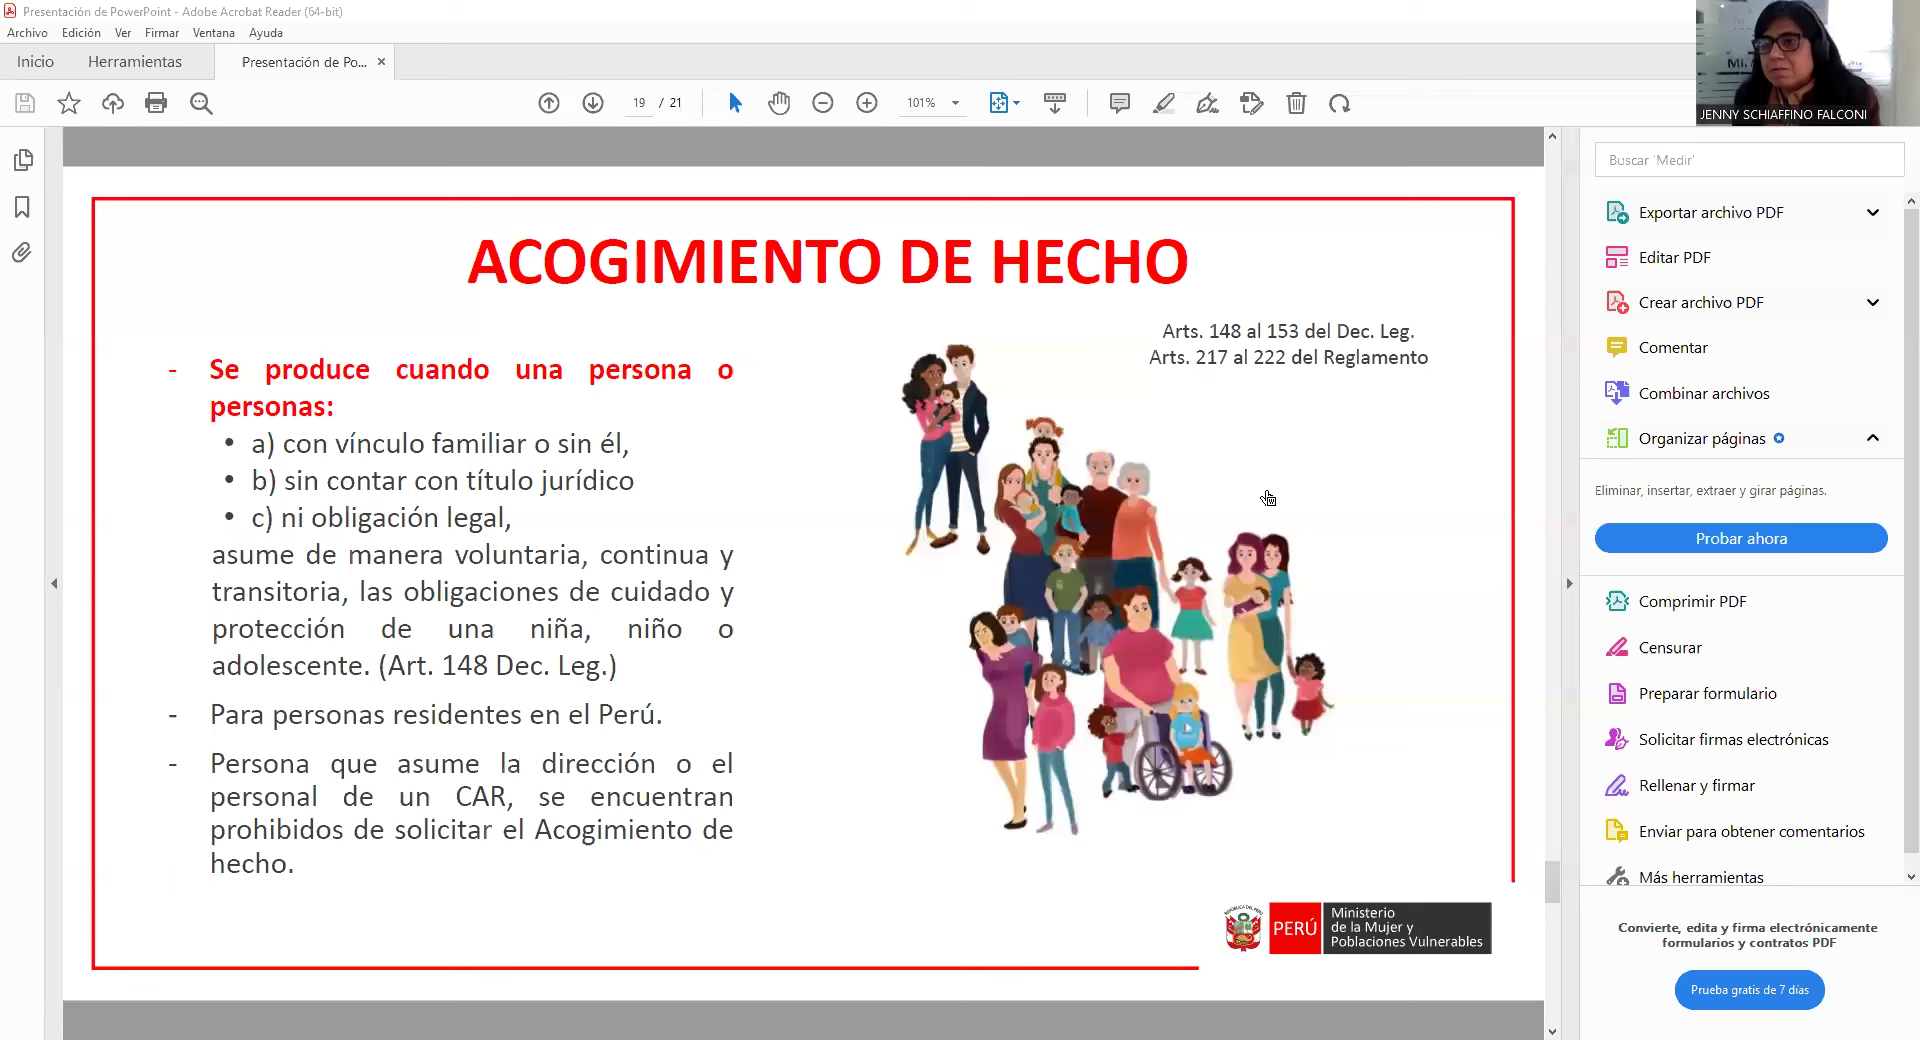 Presentación de PowerPoint - Adobe Acrobat Reader (64-bit)
Archivo Edición Ver Firmar Ventana Ayuda
Inicio Herramientas Presentación de Po... ×
19 / 21 101%
JENNY SCHIAFFINO FALCONI
ACOGIMIENTO DE HECHO
Arts. 148 al 153 del Dec. Leg.
Arts. 217 al 222 del Reglamento
- Se produce cuando una persona o
personas:
• a) con vínculo familiar o sin él,
• b) sin contar con título jurídico
• c) ni obligación legal,
asume de manera voluntaria, continua y
transitoria, las obligaciones de cuidado y
protección de una niña, niño o
adolescente. (Art. 148 Dec. Leg.)
- Para personas residentes en el Perú.
- Persona que asume la dirección o el
personal de un CAR, se encuentran
prohibidos de solicitar el Acogimiento de
hecho.
PERÚ
Ministerio
de la Mujer y
Poblaciones Vulnerables
Buscar 'Medir'
Exportar archivo PDF
Editar PDF
Crear archivo PDF
Comentar
Combinar archivos
Organizar páginas
Eliminar, insertar, extraer y girar páginas.
Probar ahora
Comprimir PDF
Censurar
Preparar formulario
Solicitar firmas electrónicas
Rellenar y firmar
Enviar para obtener comentarios
Más herramientas
Convierte, edita y firma electrónicamente
formularios y contratos PDF
Prueba gratis de 7 días